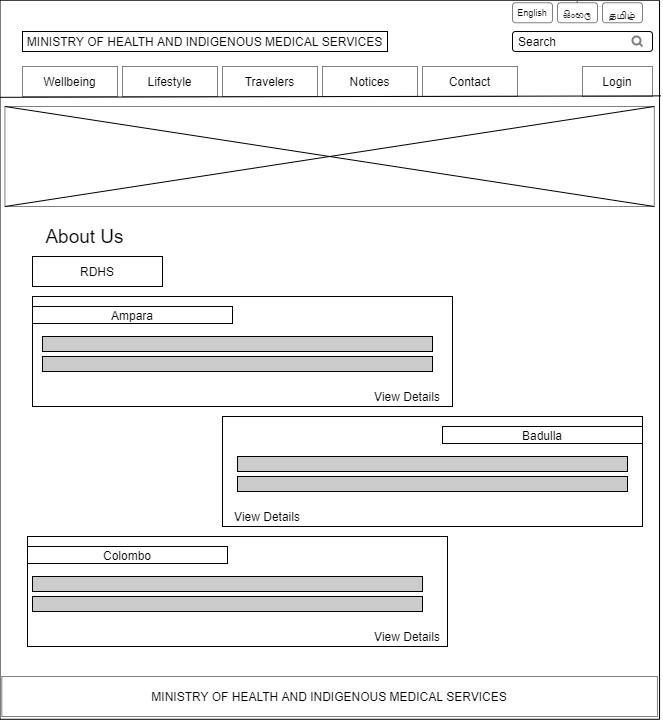 English සිංහල தமிழ்
MINISTRY OF HEALTH AND INDIGENOUS MEDICAL SERVICES
Search
Wellbeing Lifestyle Travelers Notices Contact Login
About Us
RDHS
Ampara
View Details
Badulla
View Details
Colombo
View Details
MINISTRY OF HEALTH AND INDIGENOUS MEDICAL SERVICES